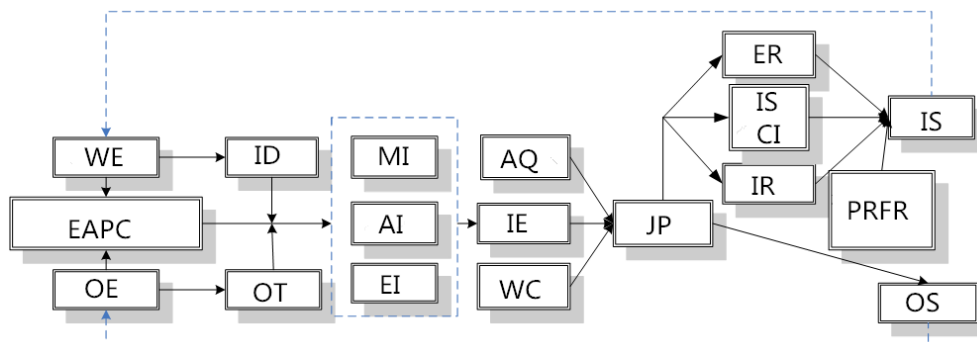 WE
ID
EAPC
OE
OT
MI
AI
EI
AQ
IE
WC
JP
ER
IS
CI
IR
IS
PRFR
OS